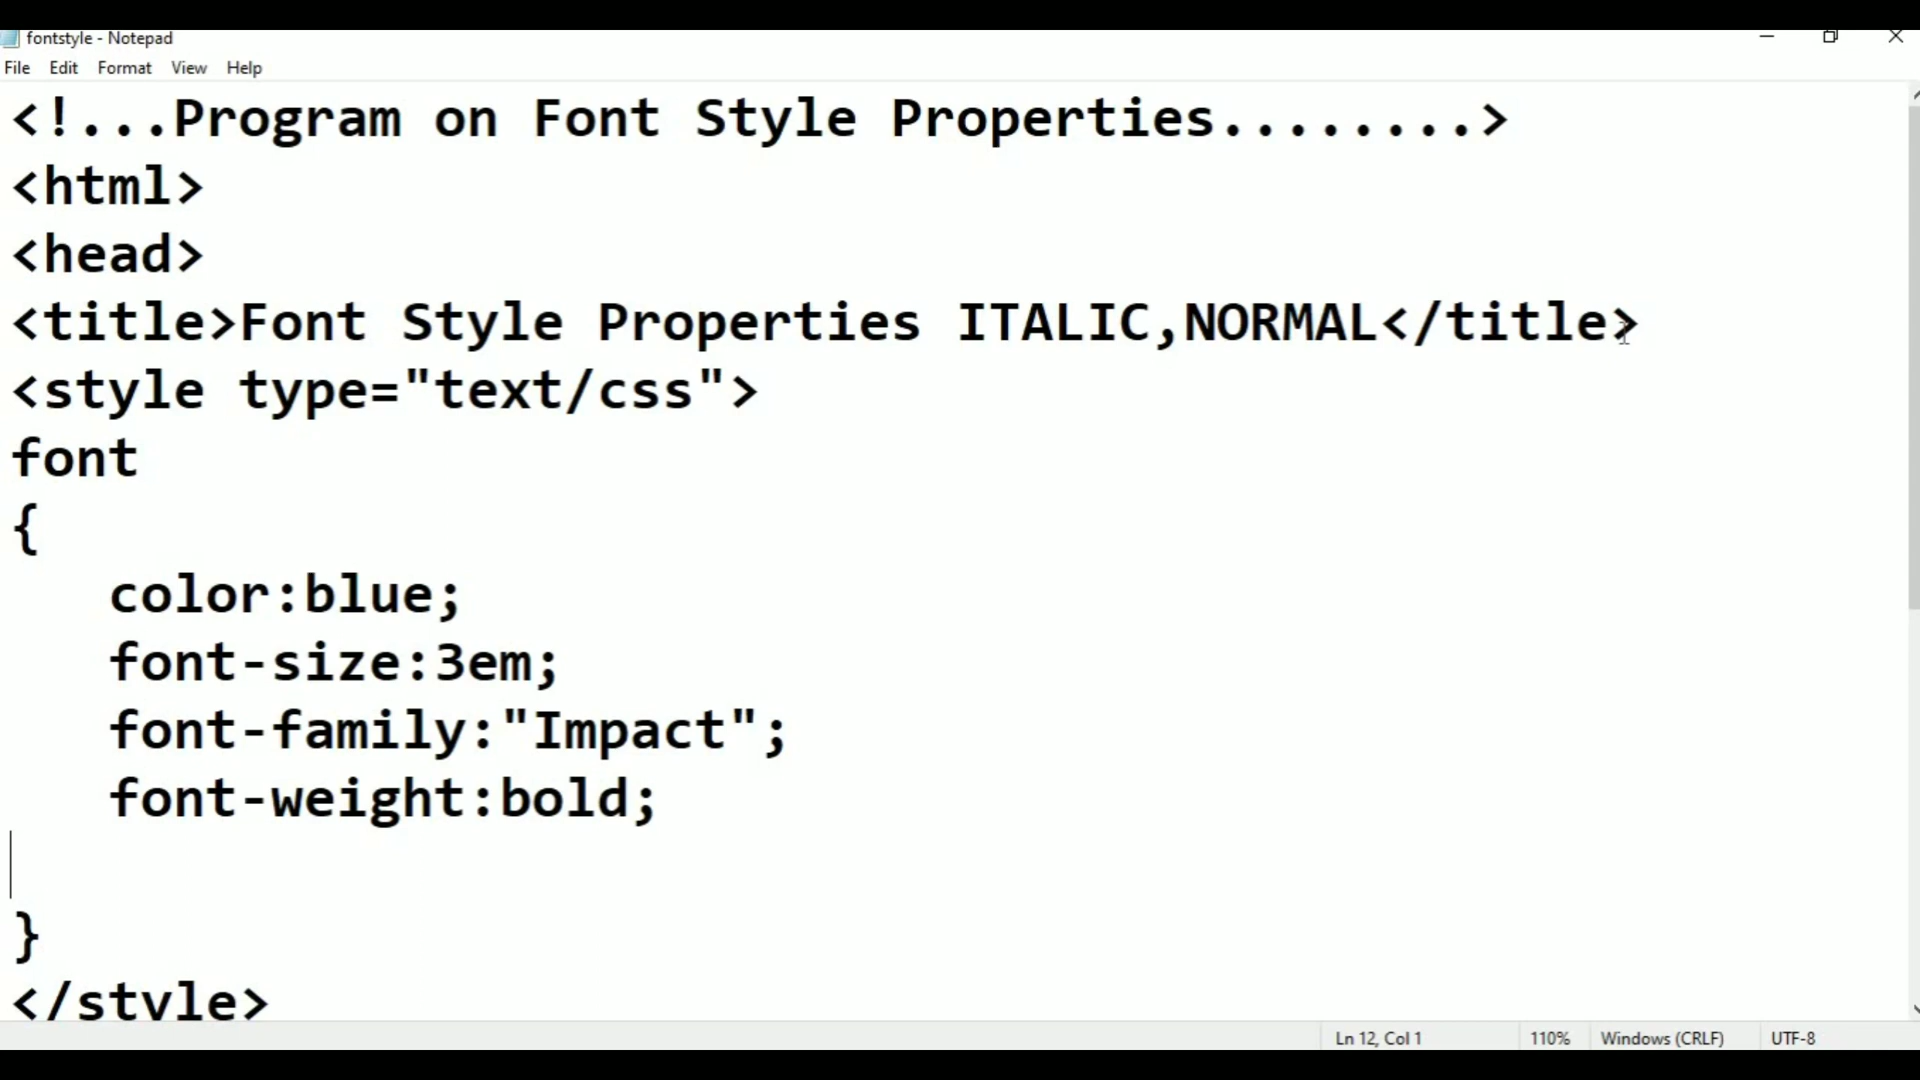 fontstyle - Notepad
File Edit Format View Help
<!...Program on Font Style Properties........>
<html>
<head>
<title>Font Style Properties ITALIC,NORMAL</title>
<style type="text/css">
font
{
color:blue;
font-size:3em;
font-family:"Impact";
font-weight:bold;
}
</style>
Ln 12, Col 1 110% Windows (CRLF) UTF-8